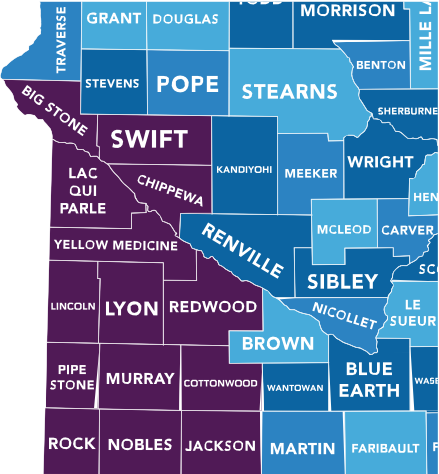 TRAVERSE
GRANT
DOUGLAS
TODD
MORRISON
MILLE LA
STEVENS
POPE
STEARNS
BENTON
SHERBURNE
BIG STONE
SWIFT
KANDIYOHI
MEEKER
WRIGHT
HEN
LAC
QUI
PARLE
CHIPPEWA
RENVILLE
MCLEOD
CARVER
YELLOW MEDICINE
SIBLEY
SCO
LINCOLN
LYON
REDWOOD
NICOLLET
LE
SUEUR
BROWN
PIPE
STONE
MURRAY
COTTONWOOD
WANTOWAN
BLUE
EARTH
WASE
ROCK
NOBLES
JACKSON
MARTIN
FARIBAULT
F